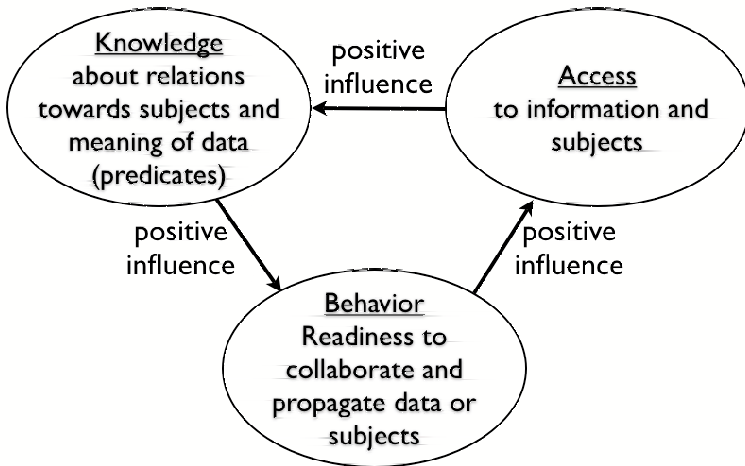 Knowledge
about relations
towards subjects and
meaning of data
(predicates)
positive
influence
Access
to information and
subjects
positive
influence
positive
influence
Behavior
Readiness to
collaborate and
propagate data or
subjects